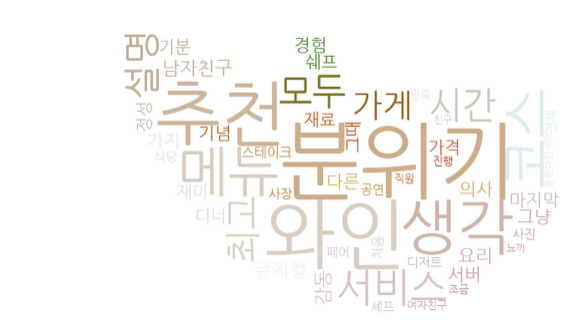 설명
기분
경험
쉐프
남자친구
추천
모두
가게
시간
코스
만족
친구
정성
기념
재료
분위기
그냥
가지
식당
메뉴
스테이크
가격
진행
재미
사장
다른
공연
직원
의사
마지막
디너
최고
와인
생각
사진
뇨끼
뮤지컬
페어
처음
디저트
요리
서버
조금
감동
서비스
셰프
여자친구